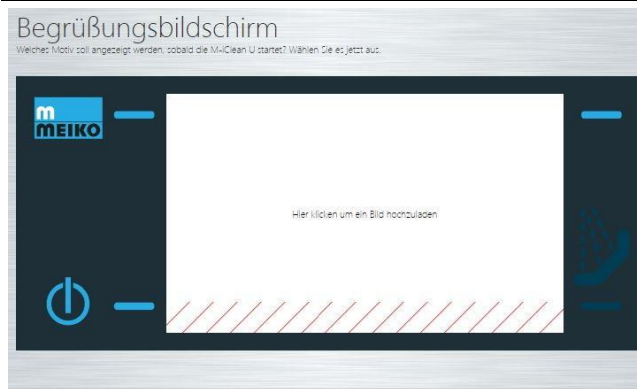 Begrüßungsbildschirm
Welches Motiv soll angezeigt werden, sobald die M-iClean U startet? Wählen Sie es jetzt aus.
m
MEIKO
Hier klicken um ein Bild hochzuladen